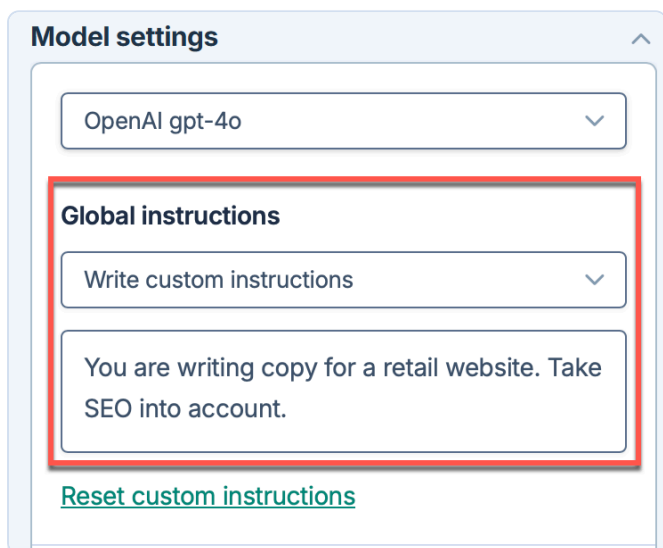 Model settings
OpenAI gpt-4o
Global instructions
Write custom instructions
You are writing copy for a retail website. Take
SEO into account.
Reset custom instructions